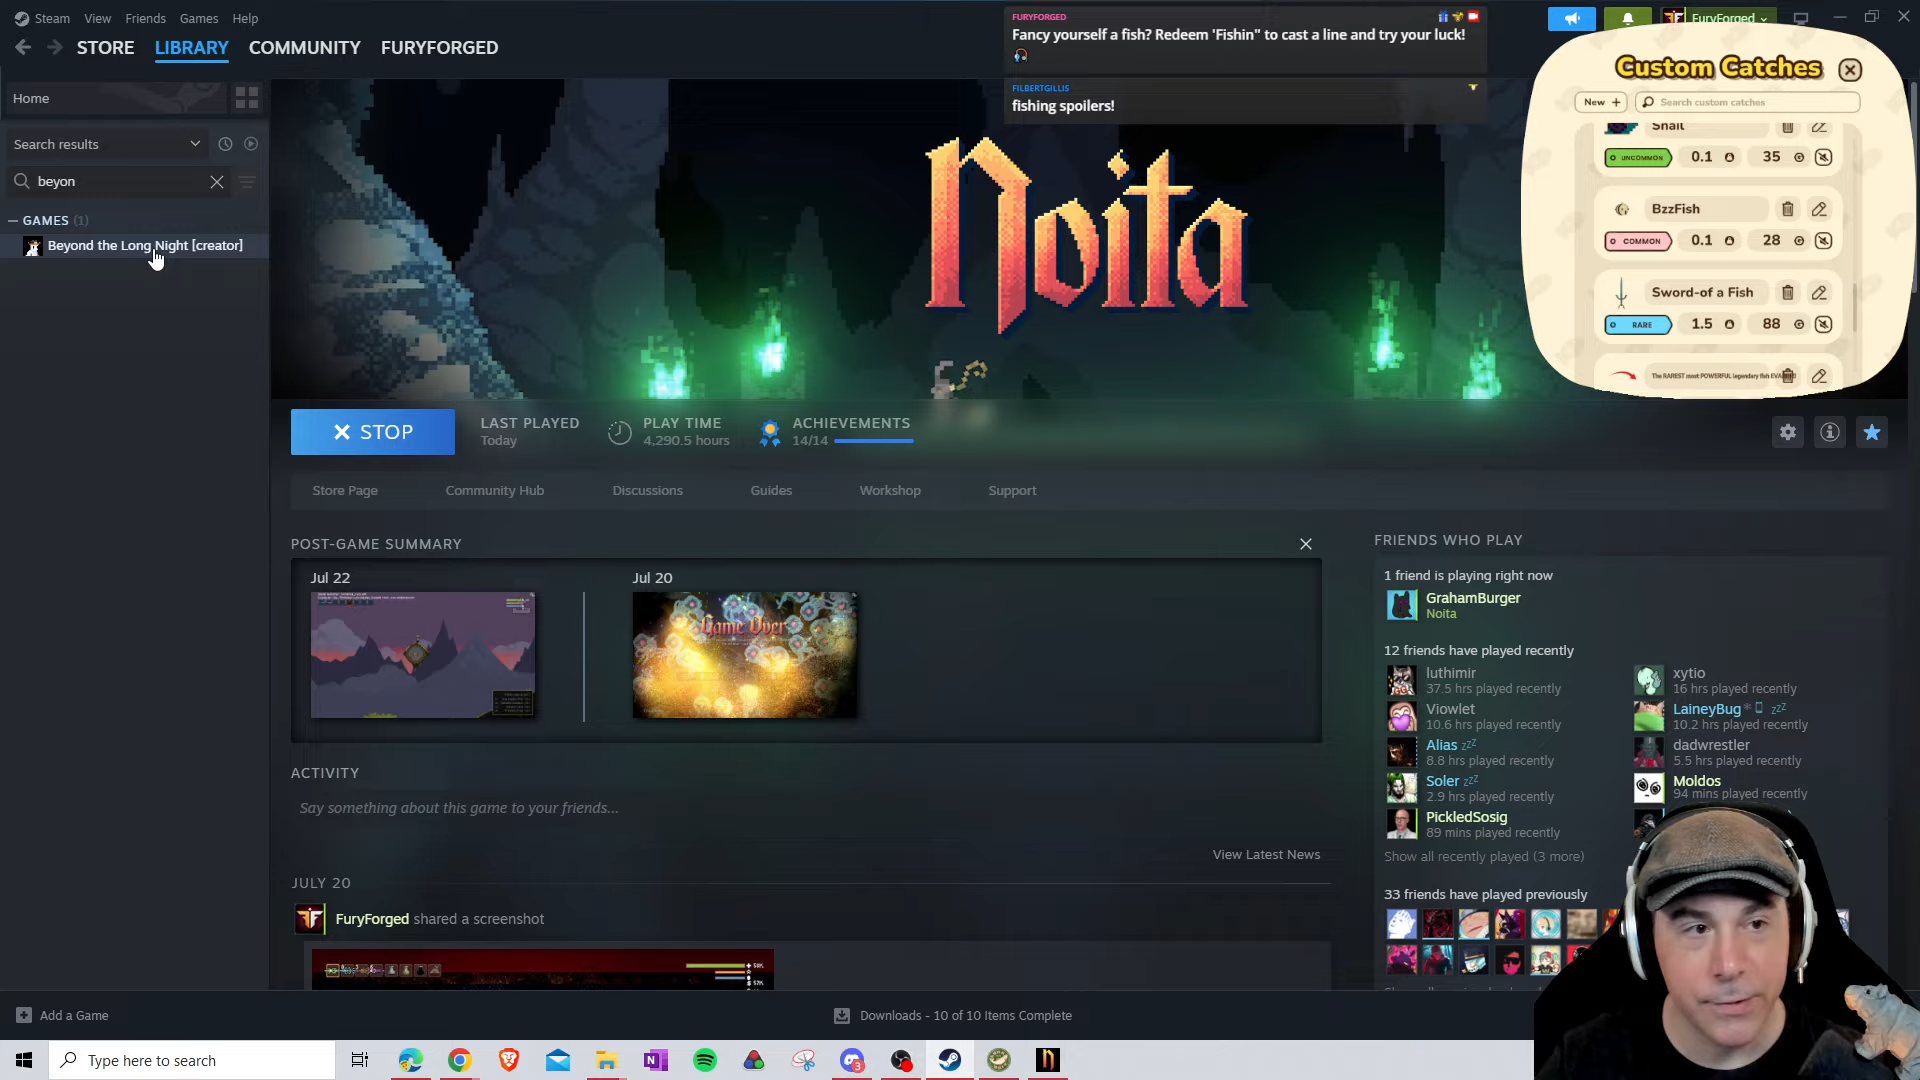 Steam View Friends Games Help
STORE LIBRARY COMMUNITY FURYFORGED
FuryForged
FURYFORGED
Fancy yourself a fish? Redeem 'Fishin" to cast a line and try your luck!
FILBERTGILLIS
fishing spoilers!
Custom Catches
New +
Search custom catches
Snail
UNCOMMON 0.1 35
BzzFish
COMMON 0.1 28
Sword-of a Fish
RARE 1.5 88
The RAREST most POWERFUL legendary fish
Home
Search results
beyon
GAMES (1)
Beyond the Long Night [creator]
Noita
STOP
LAST PLAYED
Today
PLAY TIME
4,290.5 hours
ACHIEVEMENTS
14/14
Store Page Community Hub Discussions Guides Workshop Support
POST-GAME SUMMARY
Jul 22
Jul 20
Game Over
ACTIVITY
Say something about this game to your friends...
View Latest News
JULY 20
FuryForged shared a screenshot
FRIENDS WHO PLAY
1 friend is playing right now
GrahamBurger
Noita
12 friends have played recently
luthimir
37.5 hrs played recently
xytio
16 hrs played recently
Viowlet
10.6 hrs played recently
LaineyBug* zzZ
10.2 hrs played recently
Alias zzZ
8.8 hrs played recently
dadwrestler
5.5 hrs played recently
Soler zzZ
2.9 hrs played recently
Moldos
94 mins played recently
PickledSosig
89 mins played recently
Show all recently played (3 more)
33 friends have played previously
Add a Game
Downloads - 10 of 10 Items Complete
Type here to search